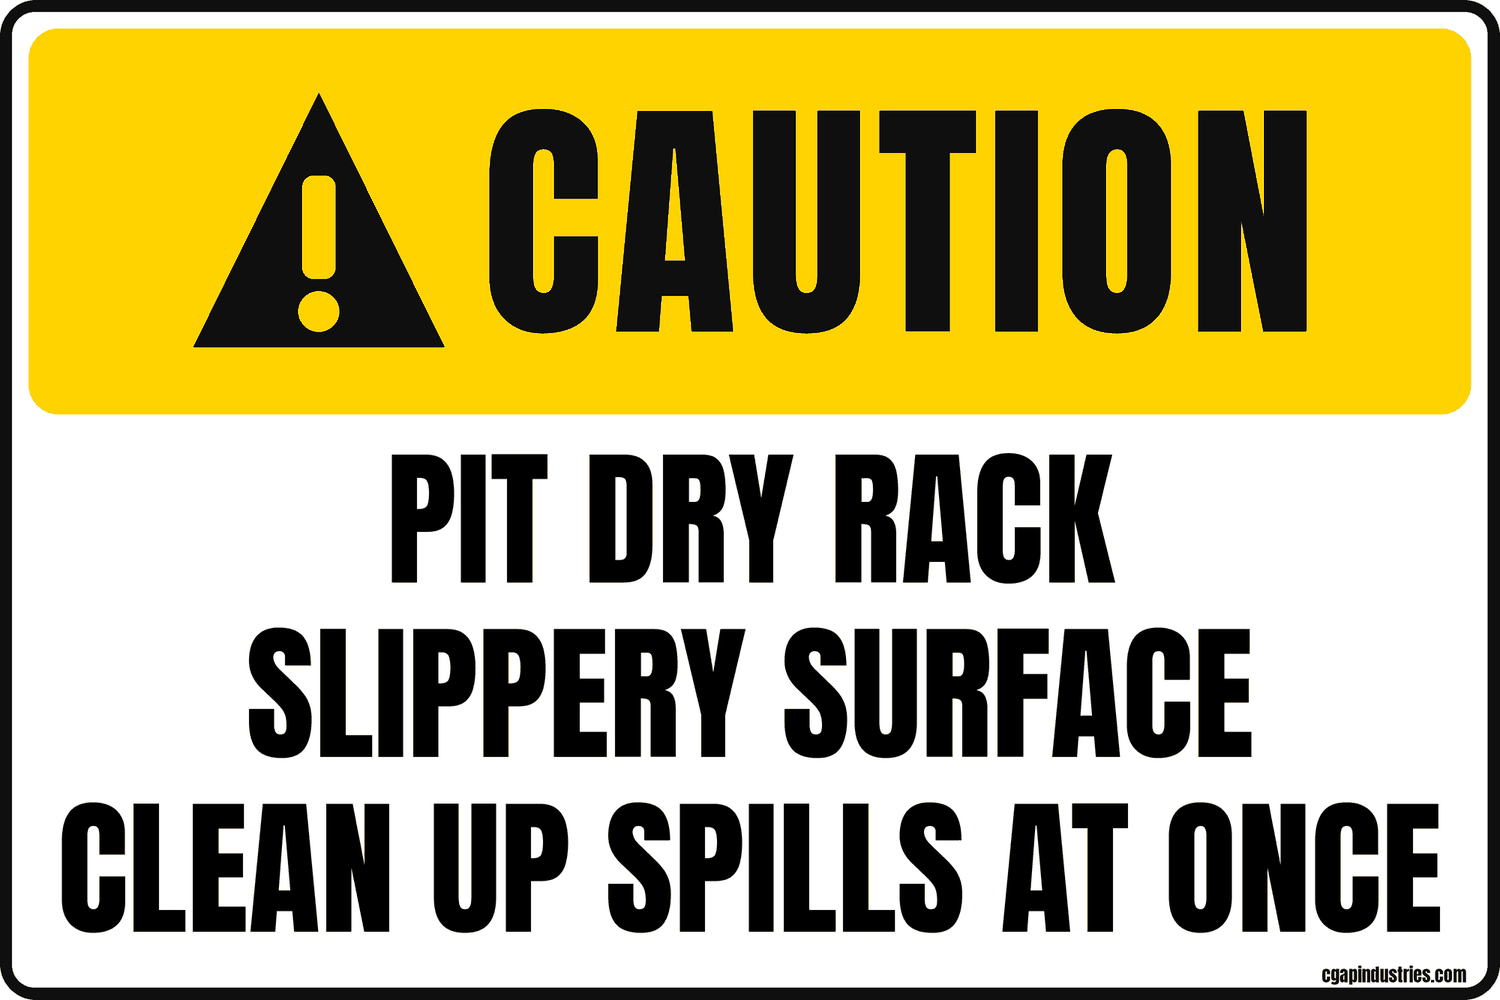 CAUTION
PIT DRY RACK
SLIPPERY SURFACE
CLEAN UP SPILLS AT ONCE
cgapindustries.com